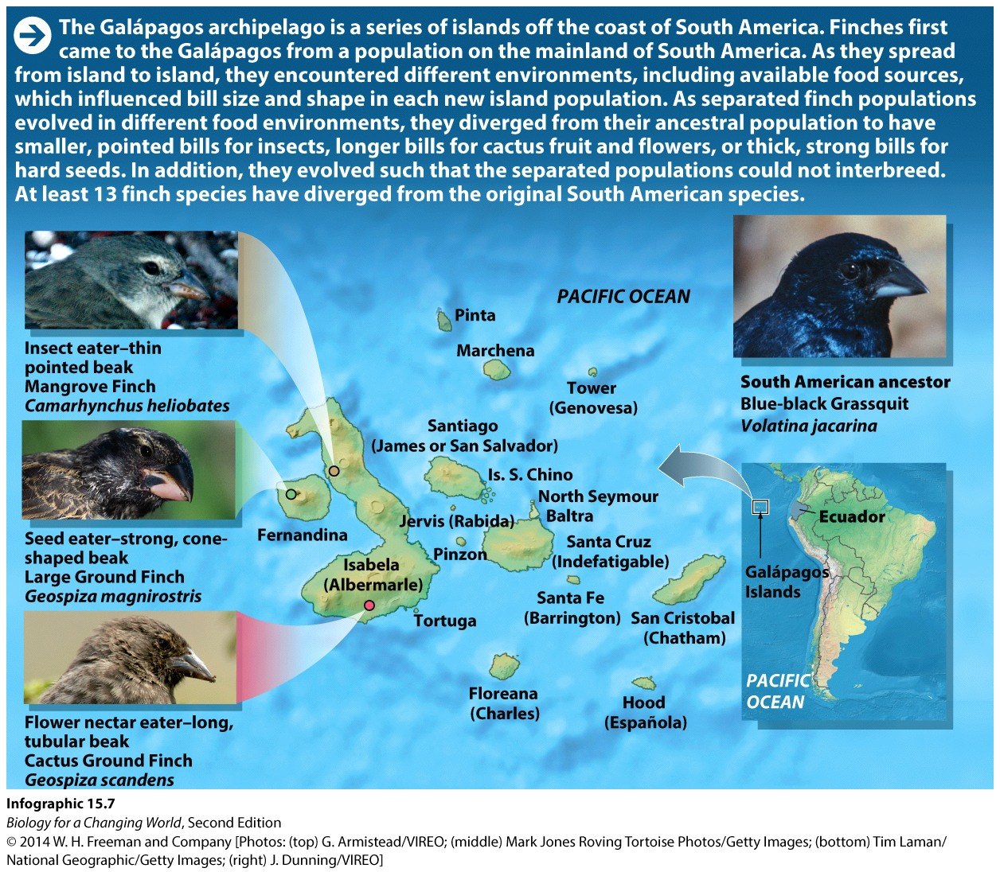 The Galápagos archipelago is a series of islands off the coast of South America. Finches first
came to the Galápagos from a population on the mainland of South America. As they spread
from island to island, they encountered different environments, including available food sources,
which influenced bill size and shape in each new island population. As separated finch populations
evolved in different food environments, they diverged from their ancestral population to have
smaller, pointed bills for insects, longer bills for cactus fruit and flowers, or thick, strong bills for
hard seeds. In addition, they evolved such that the separated populations could not interbreed.
At least 13 finch species have diverged from the original South American species.
Insect eater–thin
pointed beak
Mangrove Finch
Camarhynchus heliobates
Seed eater–strong, cone-
shaped beak
Large Ground Finch
Geospiza magnirostris
Flower nectar eater–long,
tubular beak
Cactus Ground Finch
Geospiza scandens
PACIFIC OCEAN
Pinta
Marchena
Tower
(Genovesa)
Santiago
(James or San Salvador)
Is. S. Chino
North Seymour
Baltra
Jervis (Rabida)
Fernandina
Pinzon
Santa Cruz
(Indefatigable)
Isabela
(Albermarle)
Tortuga
Santa Fe
(Barrington)
San Cristobal
(Chatham)
Floreana
(Charles)
Hood
(Española)
South American ancestor
Blue-black Grassquit
Volatina jacarina
Ecuador
Galápagos
Islands
PACIFIC
OCEAN
Infographic 15.7
Biology for a Changing World, Second Edition
© 2014 W. H. Freeman and Company [Photos: (top) G. Armistead/VIREO; (middle) Mark Jones Roving Tortoise Photos/Getty Images; (bottom) Tim Laman/
National Geographic/Getty Images; (right) J. Dunning/VIREO]